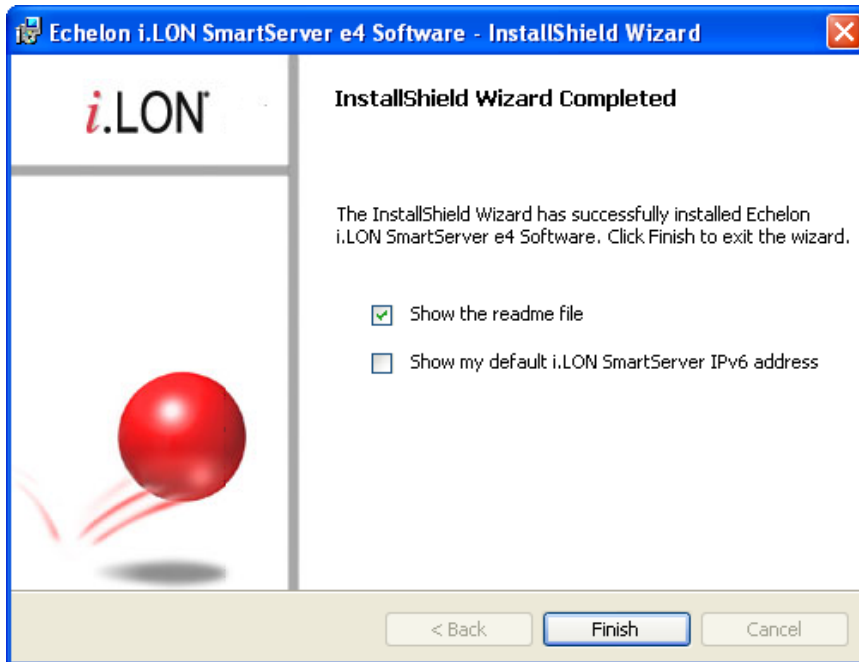 Echelon i.LON SmartServer e4 Software - InstallShield Wizard
i.LON
InstallShield Wizard Completed
The InstallShield Wizard has successfully installed Echelon
i.LON SmartServer e4 Software. Click Finish to exit the wizard.
Show the readme file
Show my default i.LON SmartServer IPv6 address
< Back
Finish
Cancel